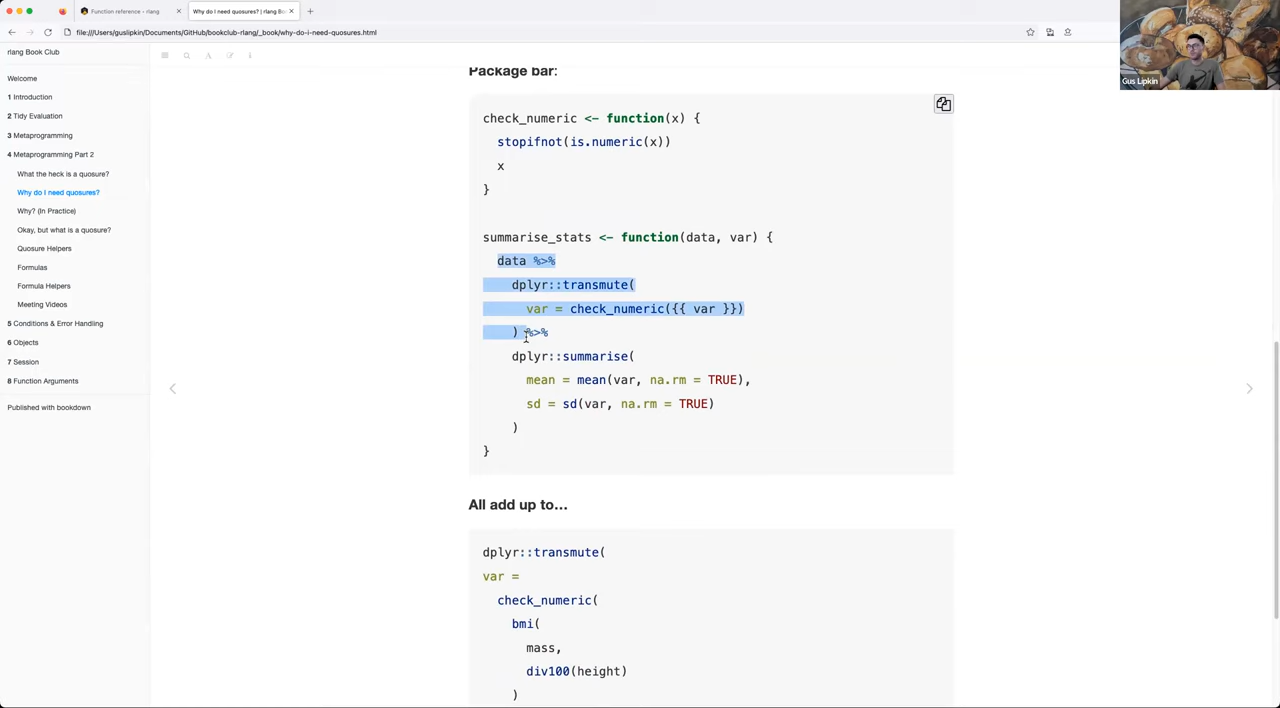 Function reference • rlang
Why do I need quosures? | rlang Bo
file:///Users/guslipkin/Documents/GitHub/bookclub-rlang/_book/why-do-i-need-quosures.html
Gus Lipkin
rlang Book Club
Welcome
1 Introduction
2 Tidy Evaluation
3 Metaprogramming
4 Metaprogramming Part 2
What the heck is a quosure?
Why do I need quosures?
Why? (In Practice)
Okay, but what is a quosure?
Quosure Helpers
Formulas
Formula Helpers
Meeting Videos
5 Conditions & Error Handling
6 Objects
7 Session
8 Function Arguments
Published with bookdown
Package bar:
check_numeric <- function(x) {
  stopifnot(is.numeric(x))
  x
}
summarise_stats <- function(data, var) {
  data %>%
    dplyr::transmute(
      var = check_numeric({{ var }})
    ) %>%
    dplyr::summarise(
      mean = mean(var, na.rm = TRUE),
      sd = sd(var, na.rm = TRUE)
    )
}
All add up to…
dplyr::transmute(
var =
  check_numeric(
    bmi(
      mass,
      div100(height)
    )